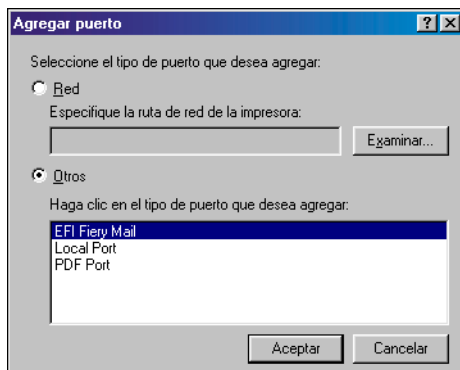 Agregar puerto
Seleccione el tipo de puerto que desea agregar:
Red
Especifique la ruta de red de la impresora:
Examinar...
Otros
Haga clic en el tipo de puerto que desea agregar:
EFI Fiery Mail
Local Port
PDF Port
Aceptar Cancelar